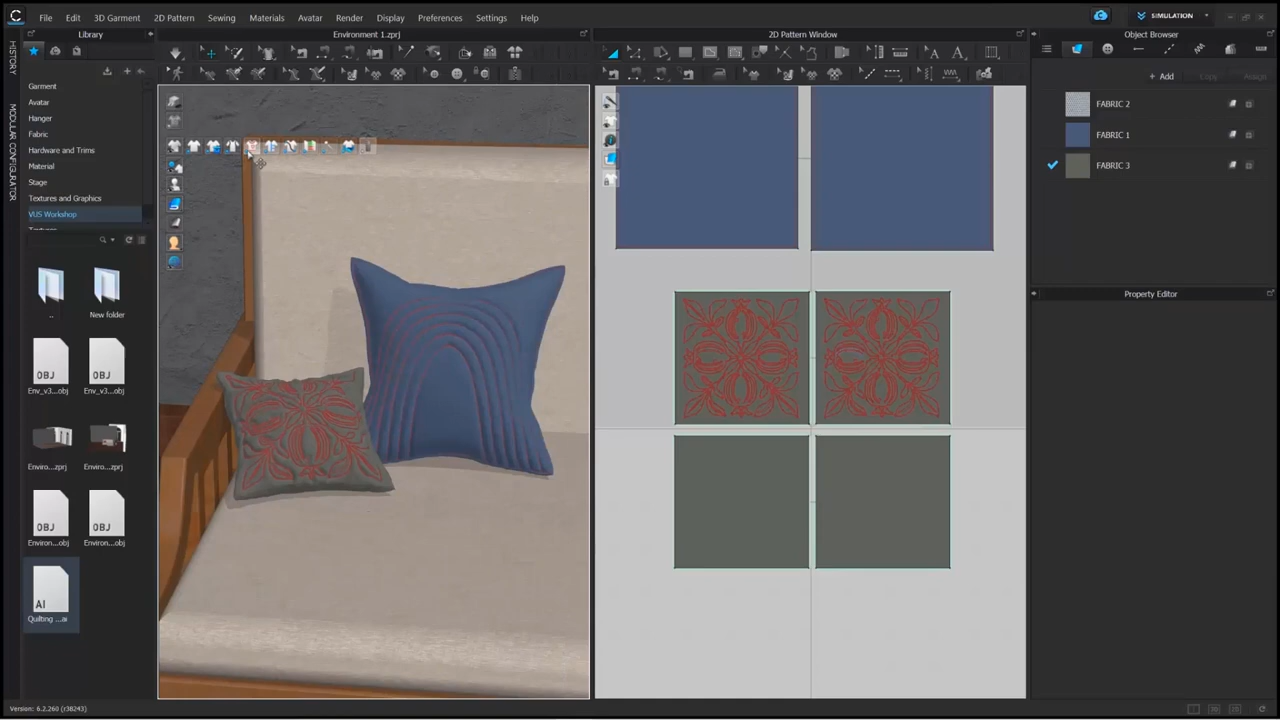 C File Edit 3D Garment 2D Pattern Sewing Materials Avatar Render Display Preferences Settings Help SIMULATION
HISTORY
MODULAR CONFIGURATOR
Library
Environment 1.zprj
2D Pattern Window
Object Browser
Garment
Avatar
Hanger
Fabric
Hardware and Trims
Material
Stage
Textures and Graphics
VUS Workshop
+ Add Copy Assign
FABRIC 2
FABRIC 1
FABRIC 3
Property Editor
A A
.. New folder
OBJ OBJ
Env_v3....obj Env_v3....obj
Enviro...zprj Enviro...zprj
OBJ OBJ
Environ....obj Environ....obj
AI
Quilting ...ai
Version: 6.2.260 (r38243)